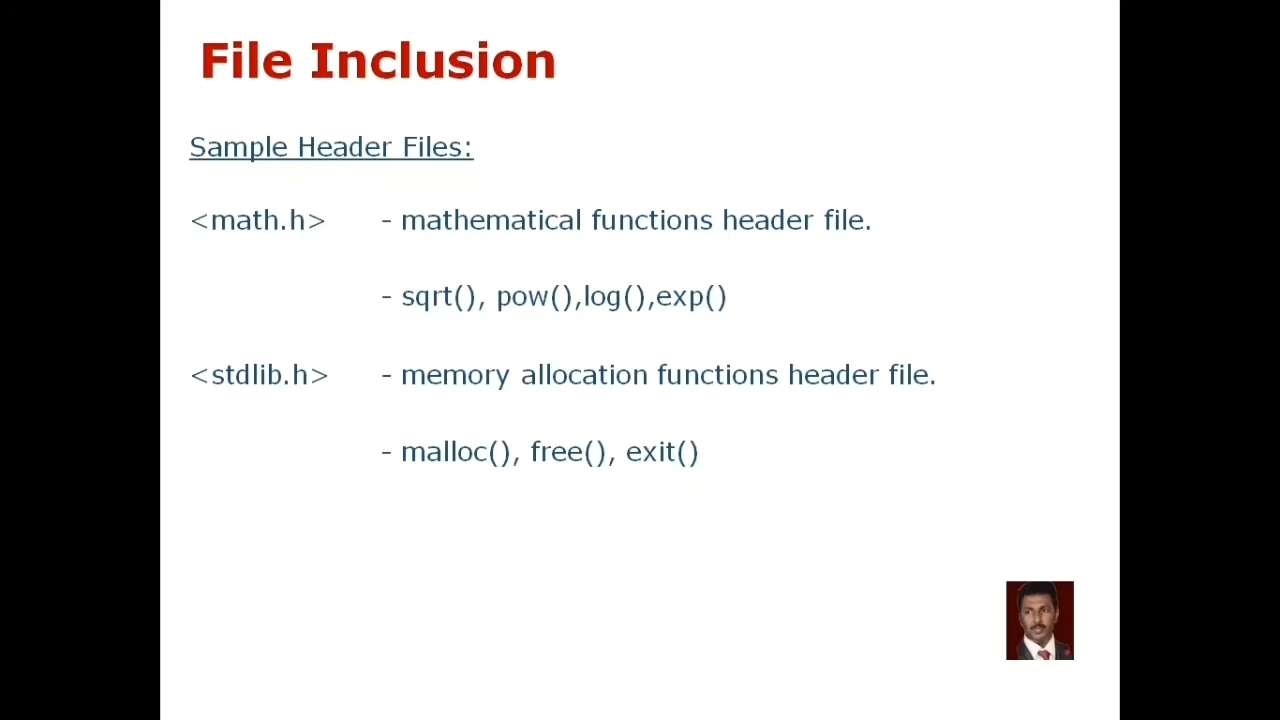 File Inclusion
Sample Header Files:
<math.h> - mathematical functions header file.
- sqrt(), pow(),log(),exp()
<stdlib.h> - memory allocation functions header file.
- malloc(), free(), exit()